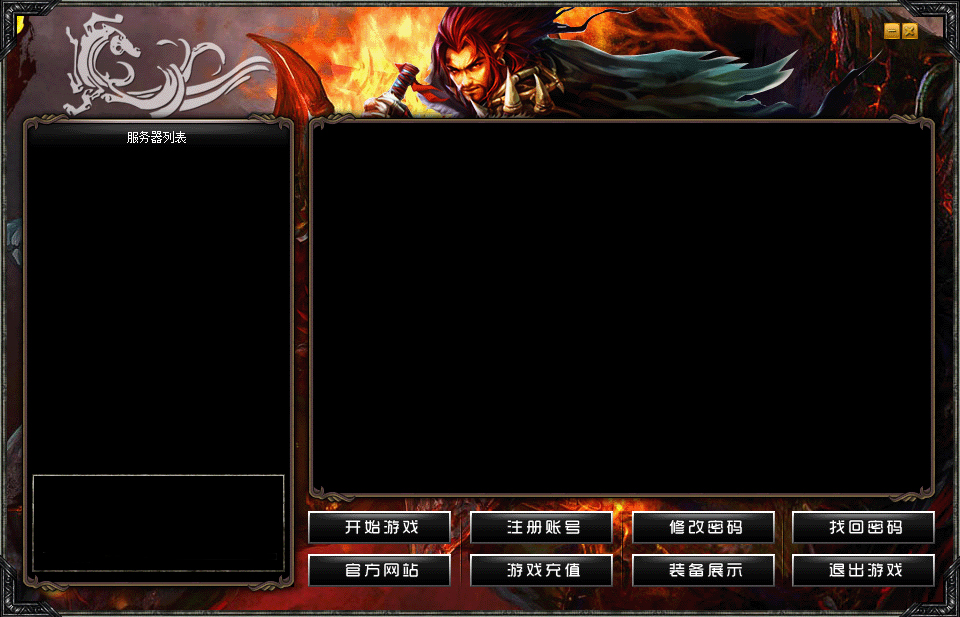 服务器列表
开始游戏
注册账号
修改密码
找回密码
官方网站
游戏充值
装备展示
退出游戏